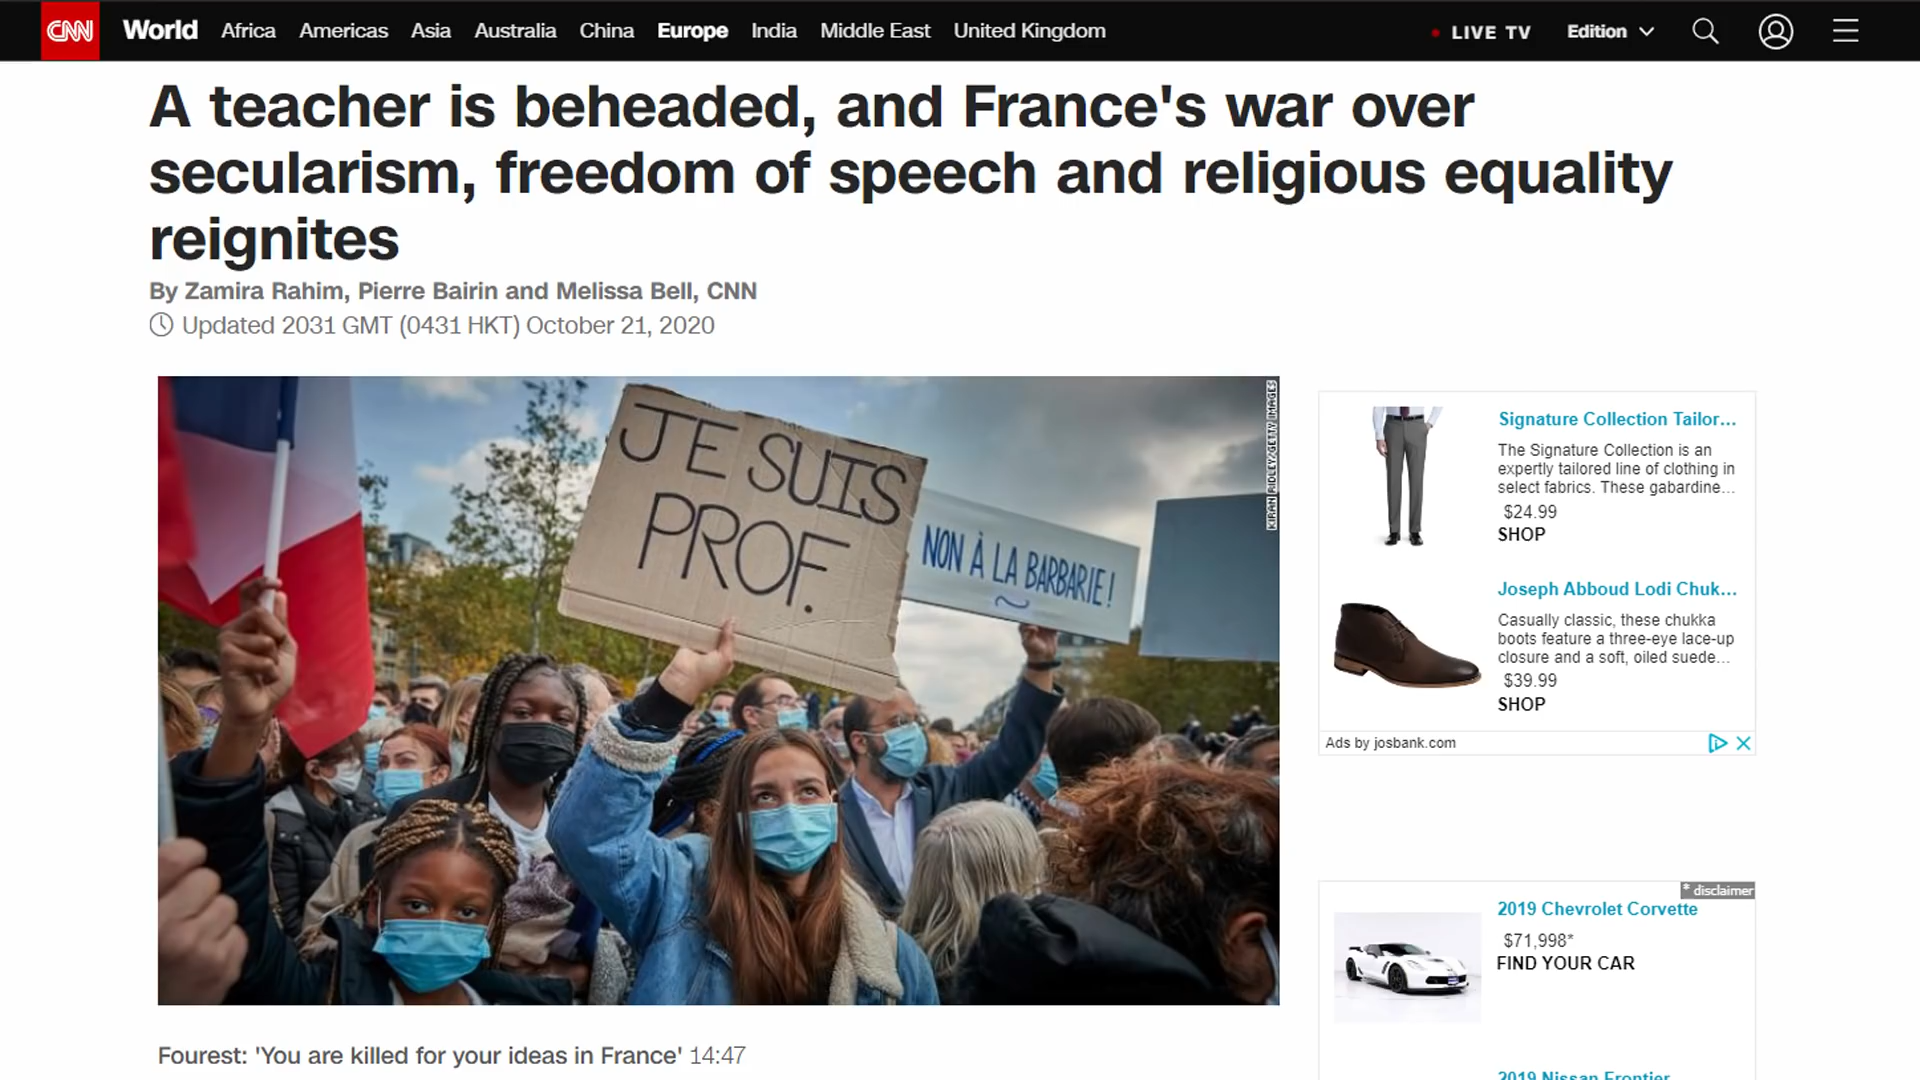 CNN World Africa Americas Asia Australia China Europe India Middle East United Kingdom LIVE TV Edition
A teacher is beheaded, and France's war over
secularism, freedom of speech and religious equality
reignites
By Zamira Rahim, Pierre Bairin and Melissa Bell, CNN
Updated 2031 GMT (0431 HKT) October 21, 2020
JE SUIS
PROF.
NON À LA BARBARIE!
KIRAN RIDLEY/GETTY IMAGES
Fourest: 'You are killed for your ideas in France' 14:47
Signature Collection Tailor...
The Signature Collection is an
expertly tailored line of clothing in
select fabrics. These gabardine...
$24.99
SHOP
Joseph Abboud Lodi Chuk...
Casually classic, these chukka
boots feature a three-eye lace-up
closure and a soft, oiled suede...
$39.99
SHOP
Ads by josbank.com
* disclaimer
2019 Chevrolet Corvette
$71,998*
FIND YOUR CAR
2019 Nissan Frontier